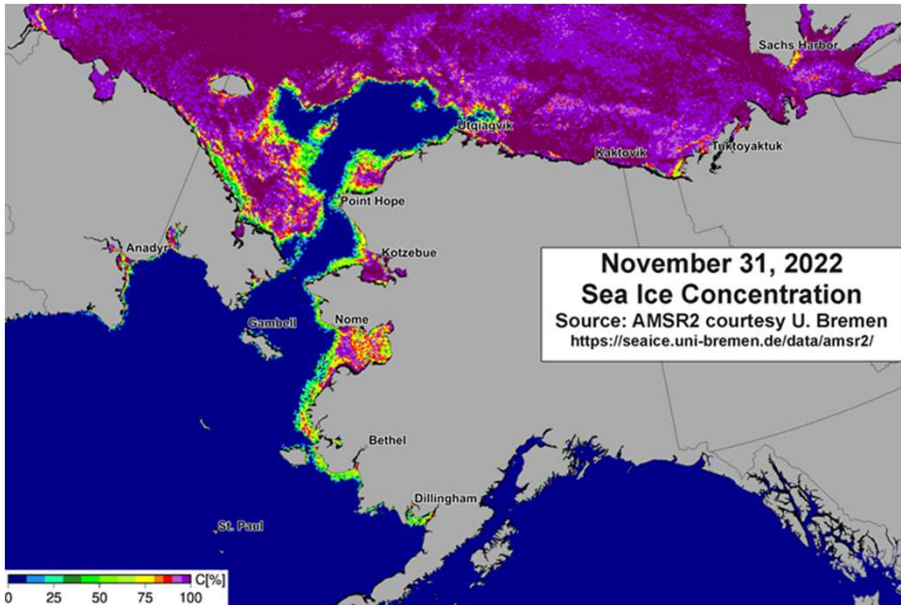 Sachs Harbor
Utqiagvik
Kaktovik
Tuktoyaktuk
Point Hope
Anadyr
Kotzebue
November 31, 2022
Sea Ice Concentration
Source: AMSR2 courtesy U. Bremen
https://seaice.uni-bremen.de/data/amsr2/
Gambell
Nome
Bethel
Dillingham
St. Paul
C[%]
0 25 50 75 100